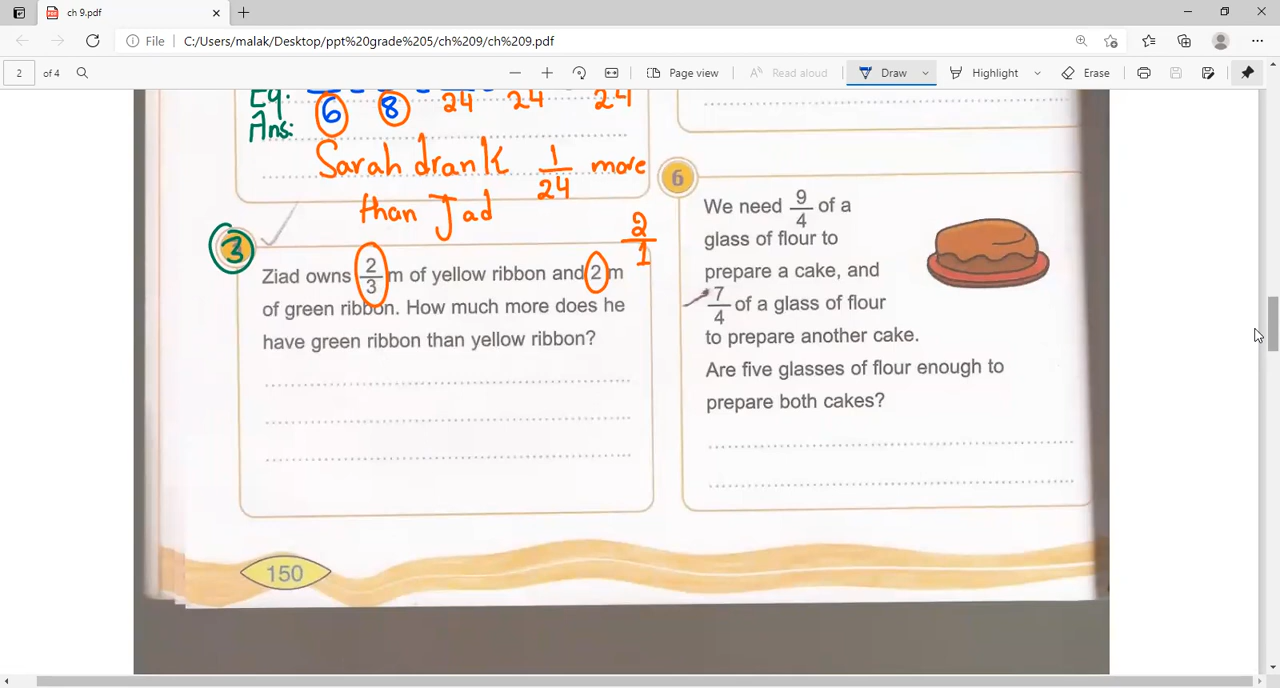 ch 9.pdf
File
C:/Users/malak/Desktop/ppt%20grade%205/ch%209/ch%209.pdf
2 of 4
Page view
Read aloud
Draw
Highlight
Erase
Eq:
6 8 24 24 24
Ans:
Sarah drank 1/24 more
than Jad
3
2/1
Ziad owns 2/3 m of yellow ribbon and 2 m
of green ribbon. How much more does he
have green ribbon than yellow ribbon?
150
6
We need 9/4 of a
glass of flour to
prepare a cake, and
7/4 of a glass of flour
to prepare another cake.
Are five glasses of flour enough to
prepare both cakes?